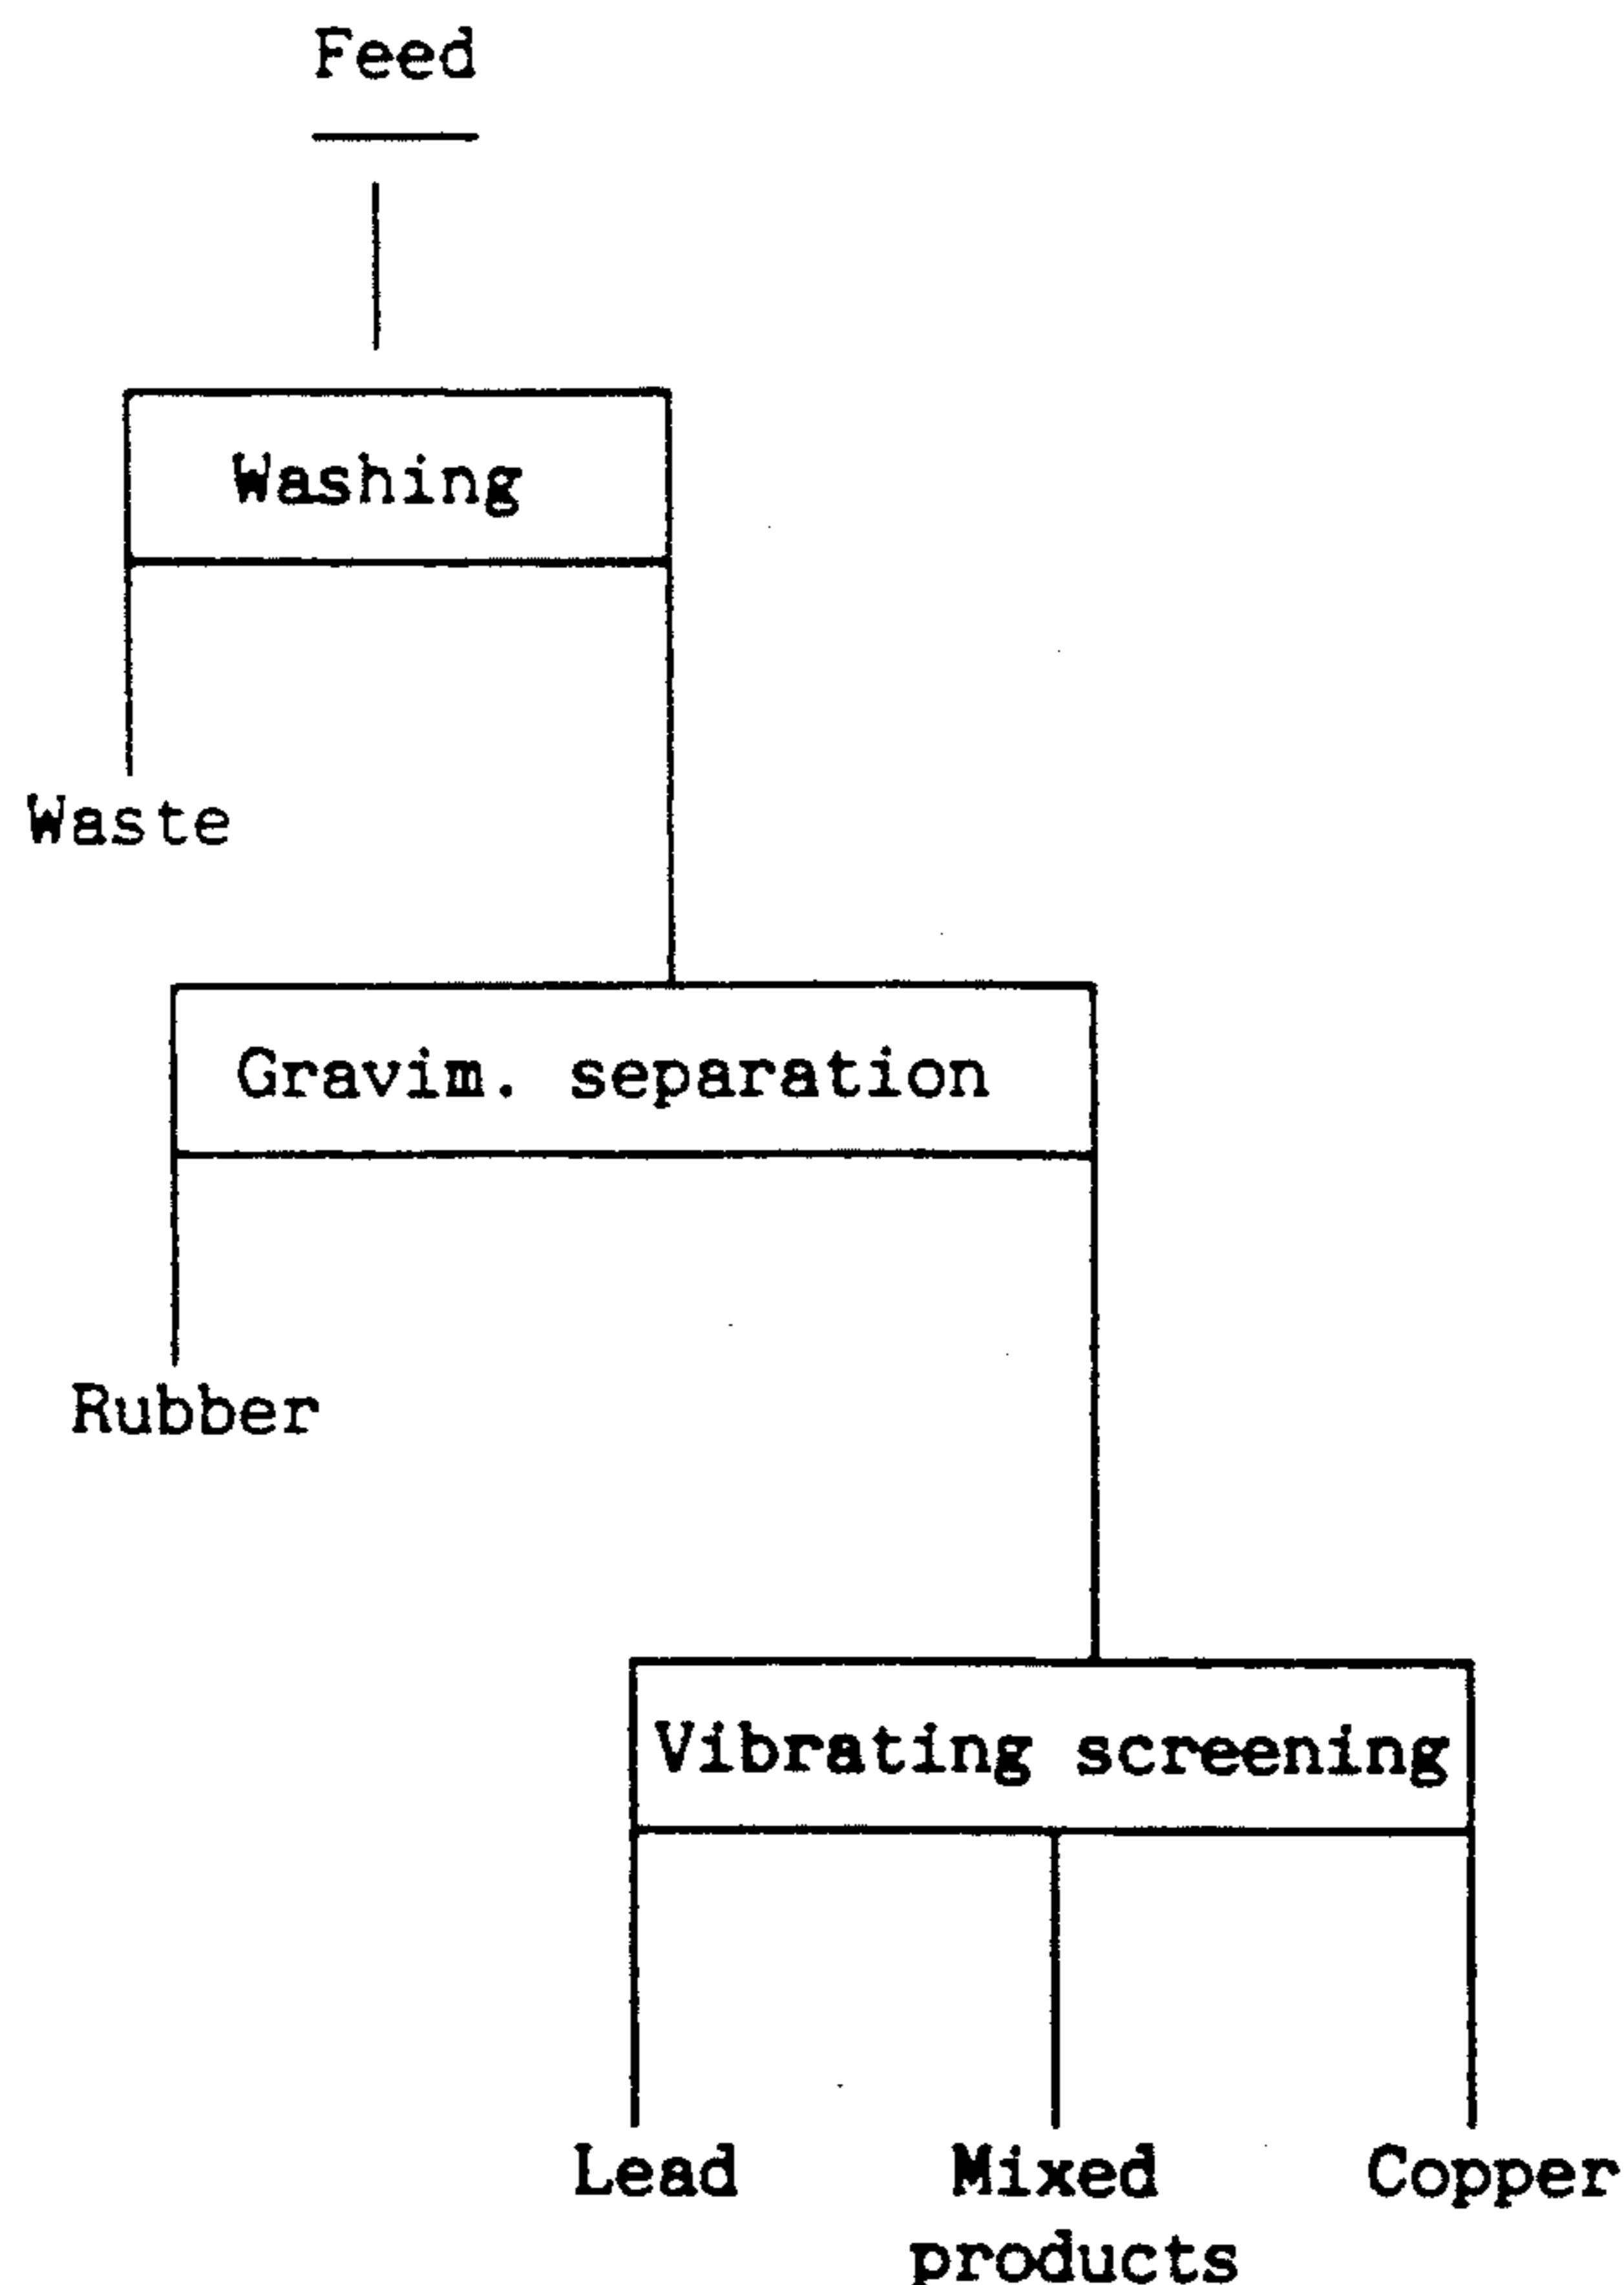 Feed
Washing
Waste
Gravim. separation
Rubber
Vibrating screening
Lead Mixed Copper
products